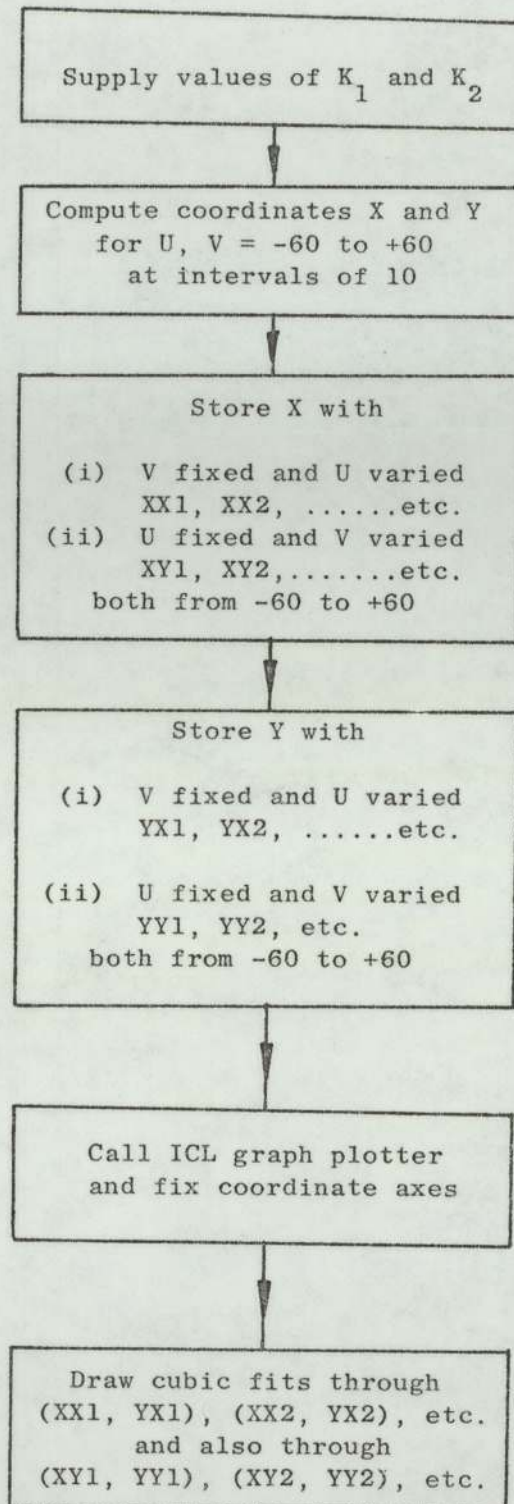 Supply values of K1 and K2
Compute coordinates X and Y
for U, V = -60 to +60
at intervals of 10
Store X with
(i) V fixed and U varied
XX1, XX2, ......etc.
(ii) U fixed and V varied
XY1, XY2,.......etc.
both from -60 to +60
Store Y with
(i) V fixed and U varied
YX1, YX2, ......etc.
(ii) U fixed and V varied
YY1, YY2, etc.
both from -60 to +60
Call ICL graph plotter
and fix coordinate axes
Draw cubic fits through
(XX1, YX1), (XX2, YX2), etc.
and also through
(XY1, YY1), (XY2, YY2), etc.